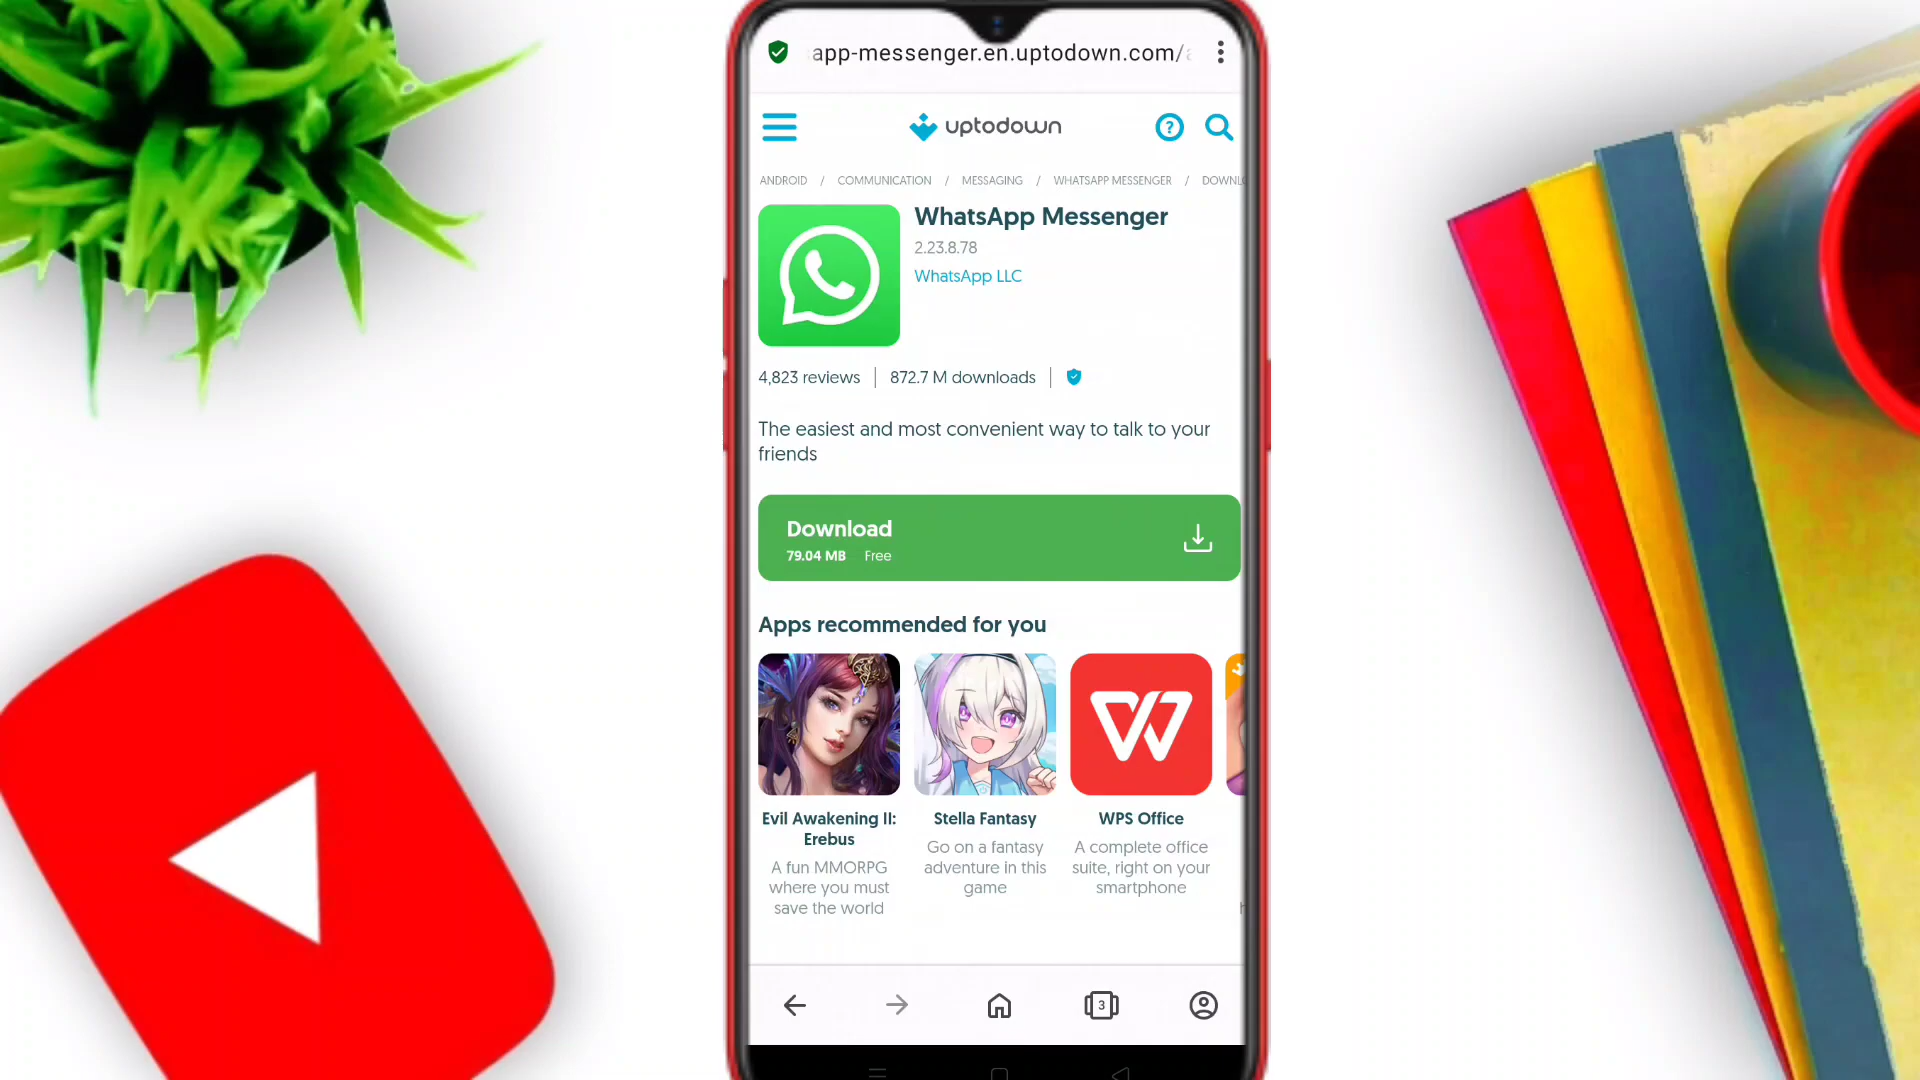 app-messenger.en.uptodown.com/
uptodown
ANDROID / COMMUNICATION / MESSAGING / WHATSAPP MESSENGER / DOWNL
WhatsApp Messenger
2.23.8.78
WhatsApp LLC
4,823 reviews | 872.7 M downloads |
The easiest and most convenient way to talk to your
friends
Download
79.04 MB Free
Apps recommended for you
Evil Awakening II:
Erebus
A fun MMORPG
where you must
save the world
Stella Fantasy
Go on a fantasy
adventure in this
game
WPS Office
A complete office
suite, right on your
smartphone
3